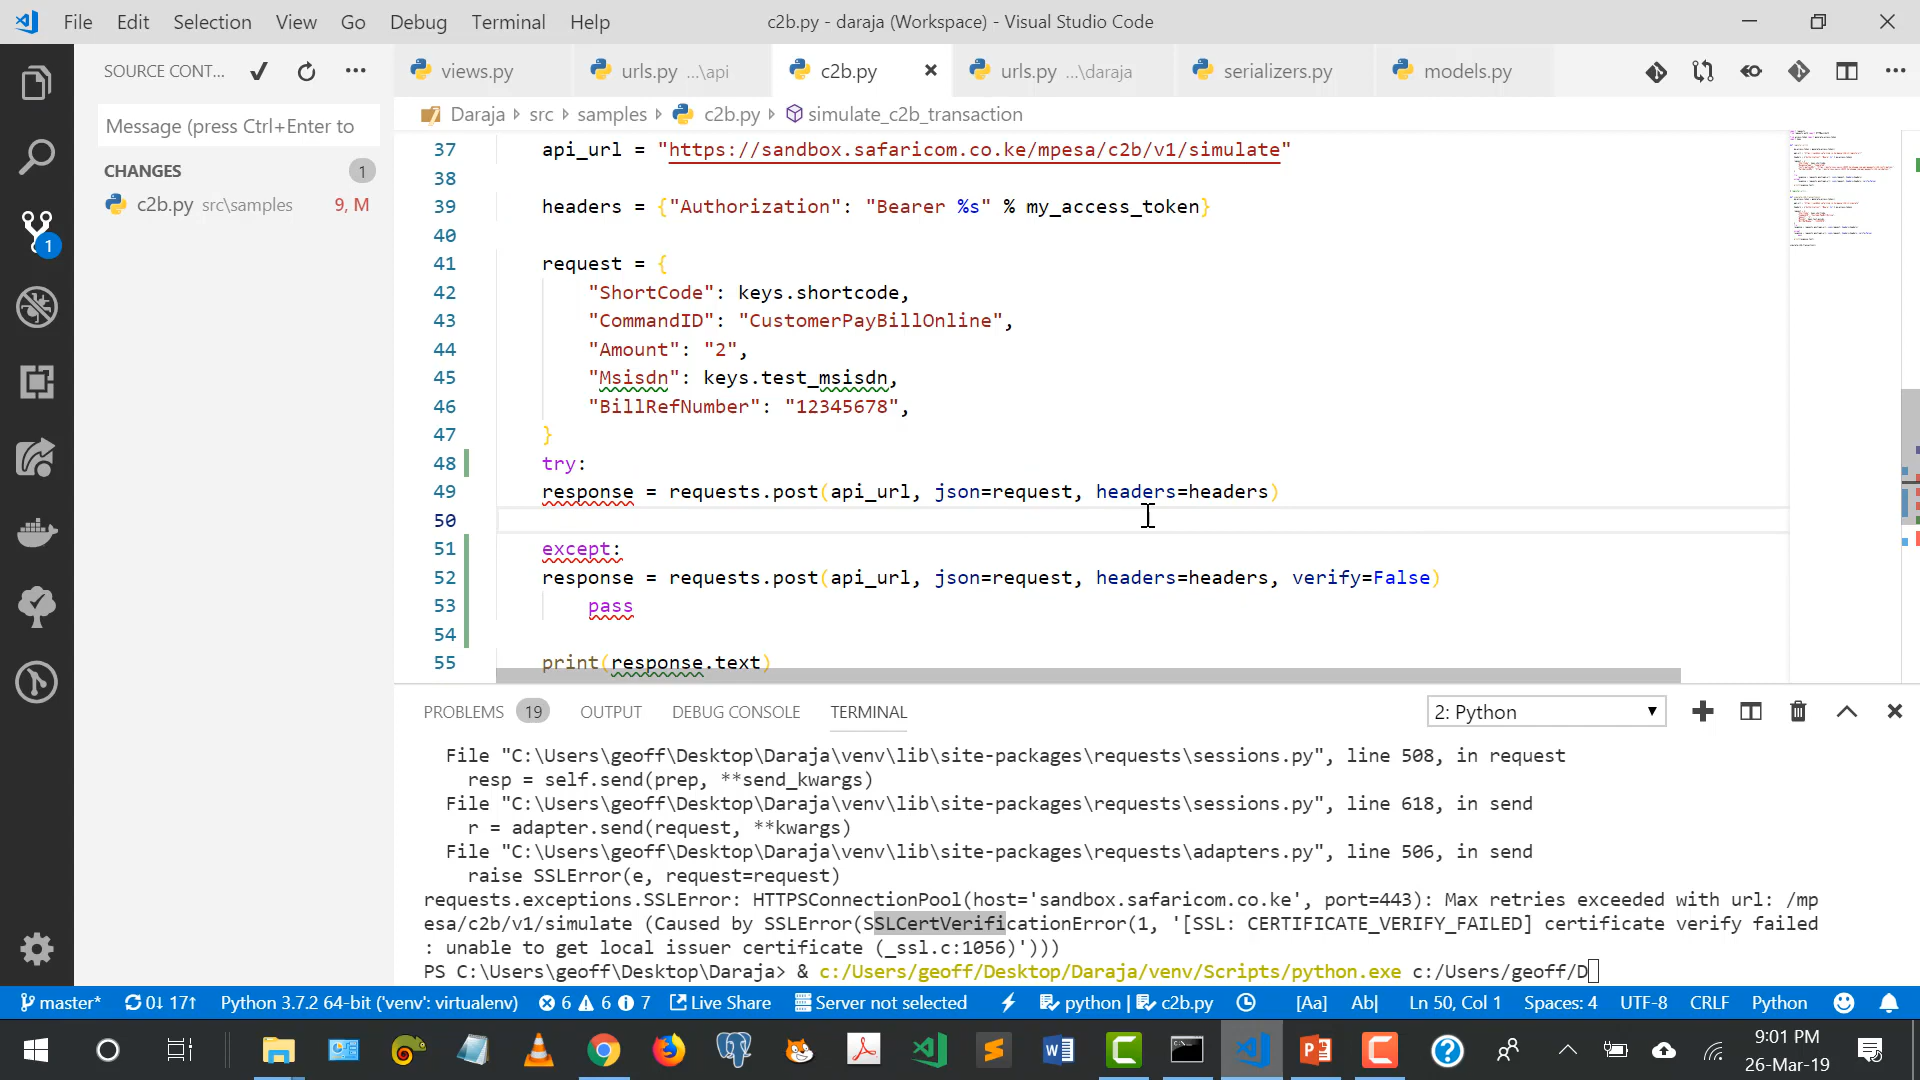 File Edit Selection View Go Debug Terminal Help c2b.py - daraja (Workspace) - Visual Studio Code
SOURCE CONT...
views.py urls.py ...\api c2b.py urls.py ...\daraja serializers.py models.py
Message (press Ctrl+Enter to
CHANGES 1
c2b.py src\samples 9, M
1
Daraja src samples c2b.py simulate_c2b_transaction
37 api_url = "https://sandbox.safaricom.co.ke/mpesa/c2b/v1/simulate"
38
39 headers = {"Authorization": "Bearer %s" % my_access_token}
40
41 request = {
42 "ShortCode": keys.shortcode,
43 "CommandID": "CustomerPayBillOnline",
44 "Amount": "2",
45 "Msisdn": keys.test_msisdn,
46 "BillRefNumber": "12345678",
47 }
48 try:
49 response = requests.post(api_url, json=request, headers=headers)
50
51 except:
52 response = requests.post(api_url, json=request, headers=headers, verify=False)
53 pass
54
55 print(response.text)
PROBLEMS 19 OUTPUT DEBUG CONSOLE TERMINAL 2: Python
File "C:\Users\geoff\Desktop\Daraja\venv\lib\site-packages\requests\sessions.py", line 508, in request
resp = self.send(prep, **send_kwargs)
File "C:\Users\geoff\Desktop\Daraja\venv\lib\site-packages\requests\sessions.py", line 618, in send
r = adapter.send(request, **kwargs)
File "C:\Users\geoff\Desktop\Daraja\venv\lib\site-packages\requests\adapters.py", line 506, in send
raise SSLError(e, request=request)
requests.exceptions.SSLError: HTTPSConnectionPool(host='sandbox.safaricom.co.ke', port=443): Max retries exceeded with url: /mp
esa/c2b/v1/simulate (Caused by SSLError(SSLCertVerificationError(1, '[SSL: CERTIFICATE_VERIFY_FAILED] certificate verify failed
: unable to get local issuer certificate (_ssl.c:1056)')))
PS C:\Users\geoff\Desktop\Daraja> & c:/Users/geoff/Desktop/Daraja/venv/Scripts/python.exe c:/Users/geoff/D
master* 0↓ 17↑ Python 3.7.2 64-bit ('venv': virtualenv) 6 6 7 Live Share Server not selected python | c2b.py [Aa] Ab| Ln 50, Col 1 Spaces: 4 UTF-8 CRLF Python
9:01 PM
26-Mar-19